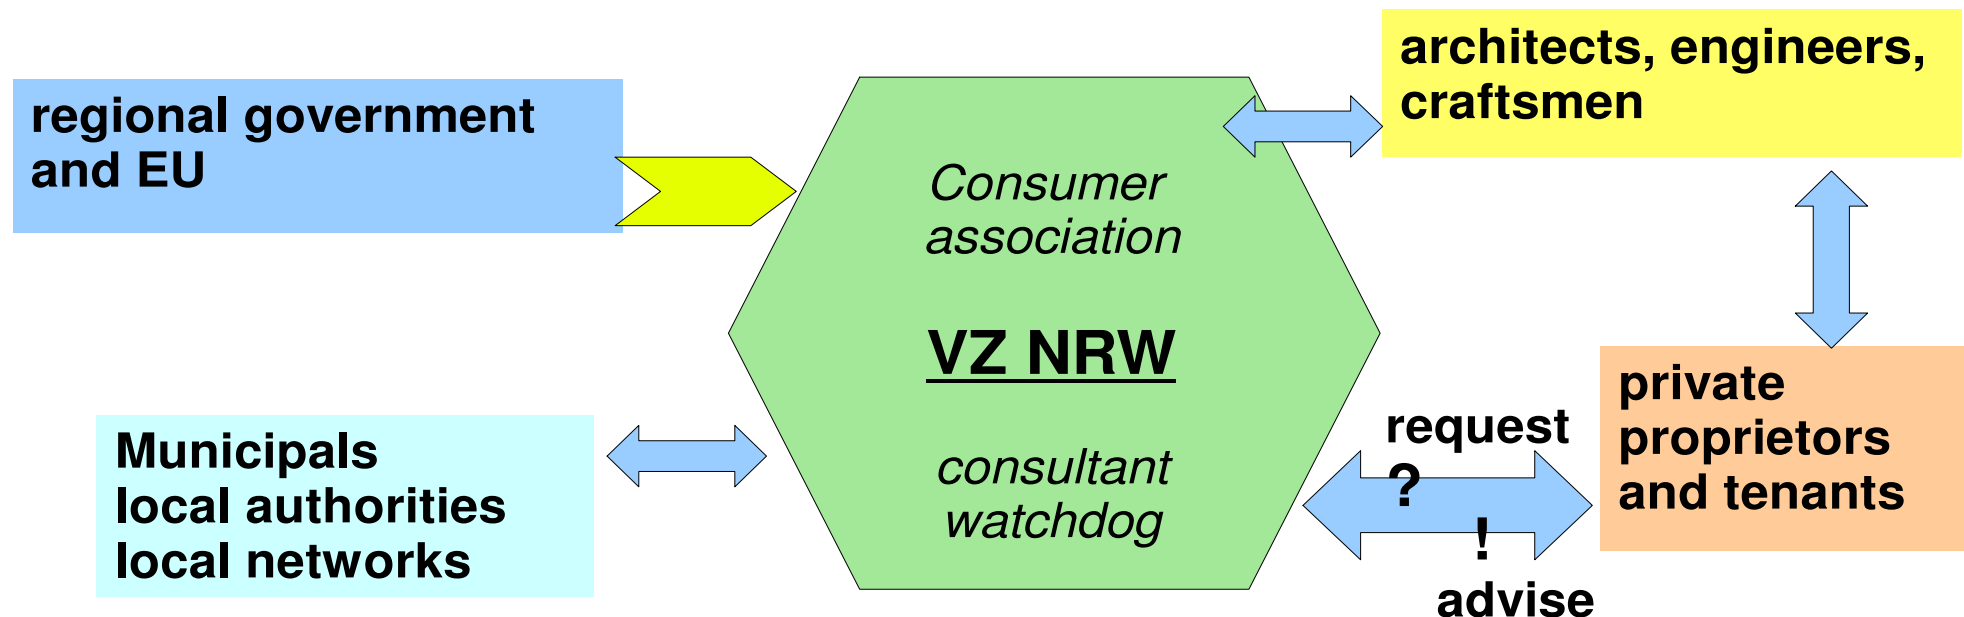 regional government
and EU
architects, engineers,
craftsmen
Consumer
association
VZ NRW
consultant
watchdog
Municipals
local authorities
local networks
request
?
!
advise
private
proprietors
and tenants